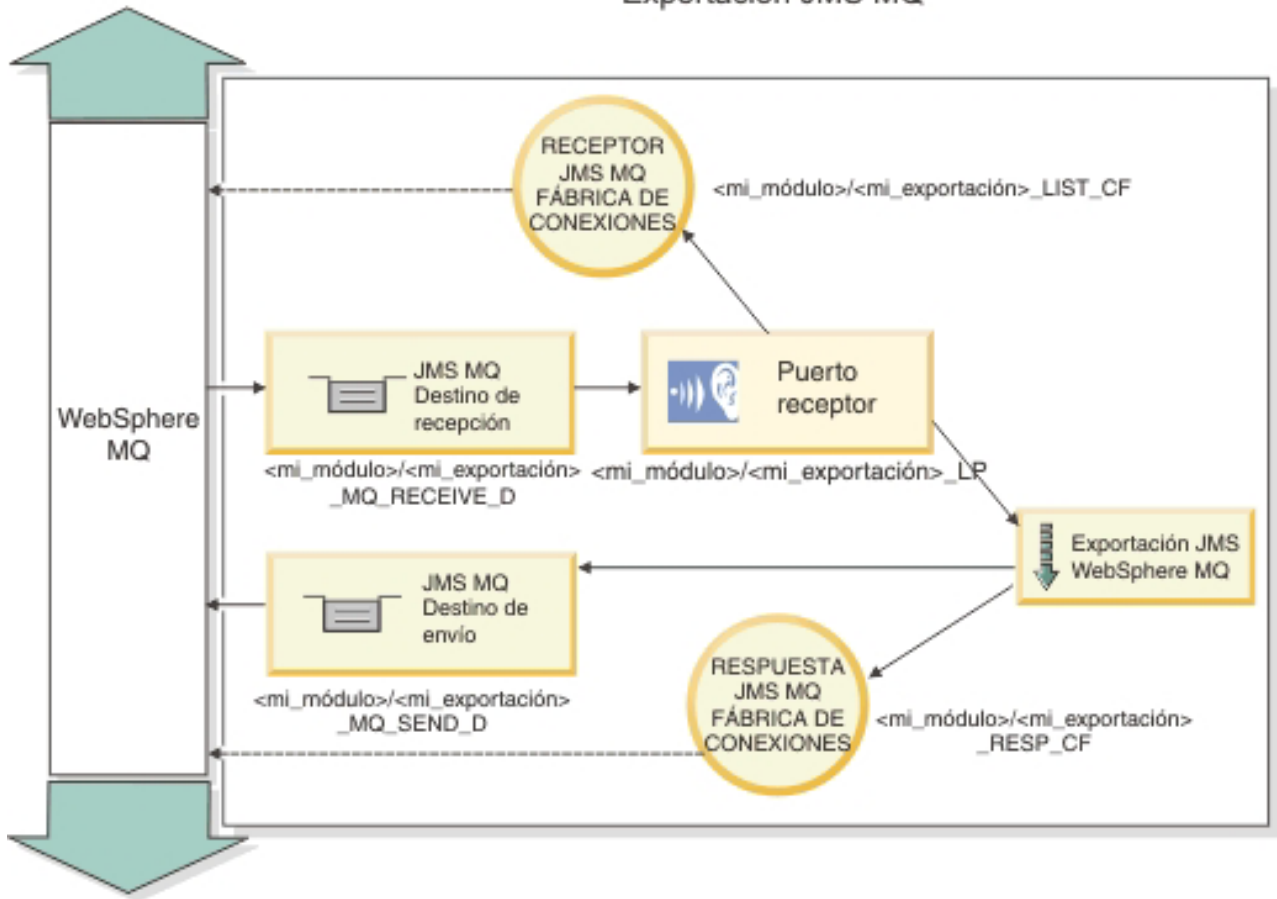 Exportación JMS MQ
RECEPTOR
JMS MQ
FÁBRICA DE
CONEXIONES
<mi_módulo>/<mi_exportación>_LIST_CF
WebSphere
MQ
JMS MQ
Destino de
recepción
<mi_módulo>/<mi_exportación>
_MQ_RECEIVE_D
Puerto
receptor
<mi_módulo>/<mi_exportación>_LP
Exportación JMS
WebSphere MQ
JMS MQ
Destino de
envío
<mi_módulo>/<mi_exportación>
_MQ_SEND_D
RESPUESTA
JMS MQ
FÁBRICA DE
CONEXIONES
<mi_módulo>/<mi_exportación>
_RESP_CF